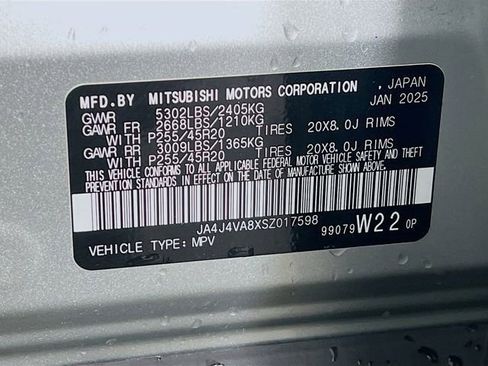 MFD.BY MITSUBISHI MOTORS CORPORATION , JAPAN
GVWR 5302LBS/2405KG JAN 2025
GAWR FR 2668LBS/1210KG
P255/45R20 TIRES 20X8.0J RIMS
GAWR RR 3009LBS/1365KG
P255/45R20 TIRES 20X8.0J RIMS
THIS VEHICLE CONFORMS TO ALL APPLICABLE FEDERAL MOTOR VEHICLE SAFETY AND THEFT
PREVENTION STANDARDS IN EFFECT ON THE DATE OF MANUFACTURE SHOWN ABOVE.
JA4J4VA8XSZ017598
VEHICLE TYPE: MPV 99079 W22 0P